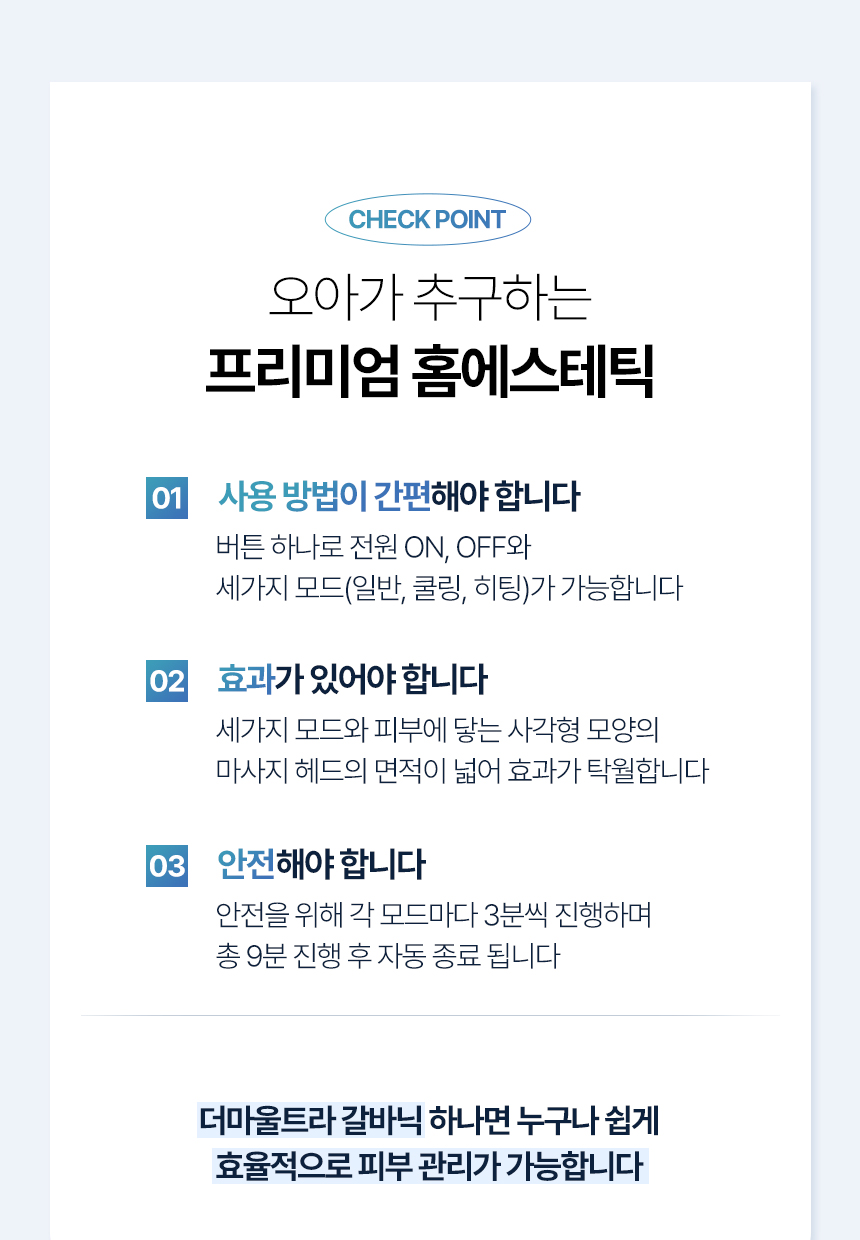 CHECK POINT
오아가 추구하는
프리미엄 홈에스테틱
01 사용 방법이 간편해야 합니다
버튼 하나로 전원 ON, OFF와
세가지 모드(일반, 쿨링, 히팅)가 가능합니다
02 효과가 있어야 합니다
세가지 모드와 피부에 닿는 사각형 모양의
마사지 헤드의 면적이 넓어 효과가 탁월합니다
03 안전해야 합니다
안전을 위해 각 모드마다 3분씩 진행하며
총 9분 진행 후 자동 종료 됩니다
더마울트라 갈바닉 하나면 누구나 쉽게
효율적으로 피부 관리가 가능합니다